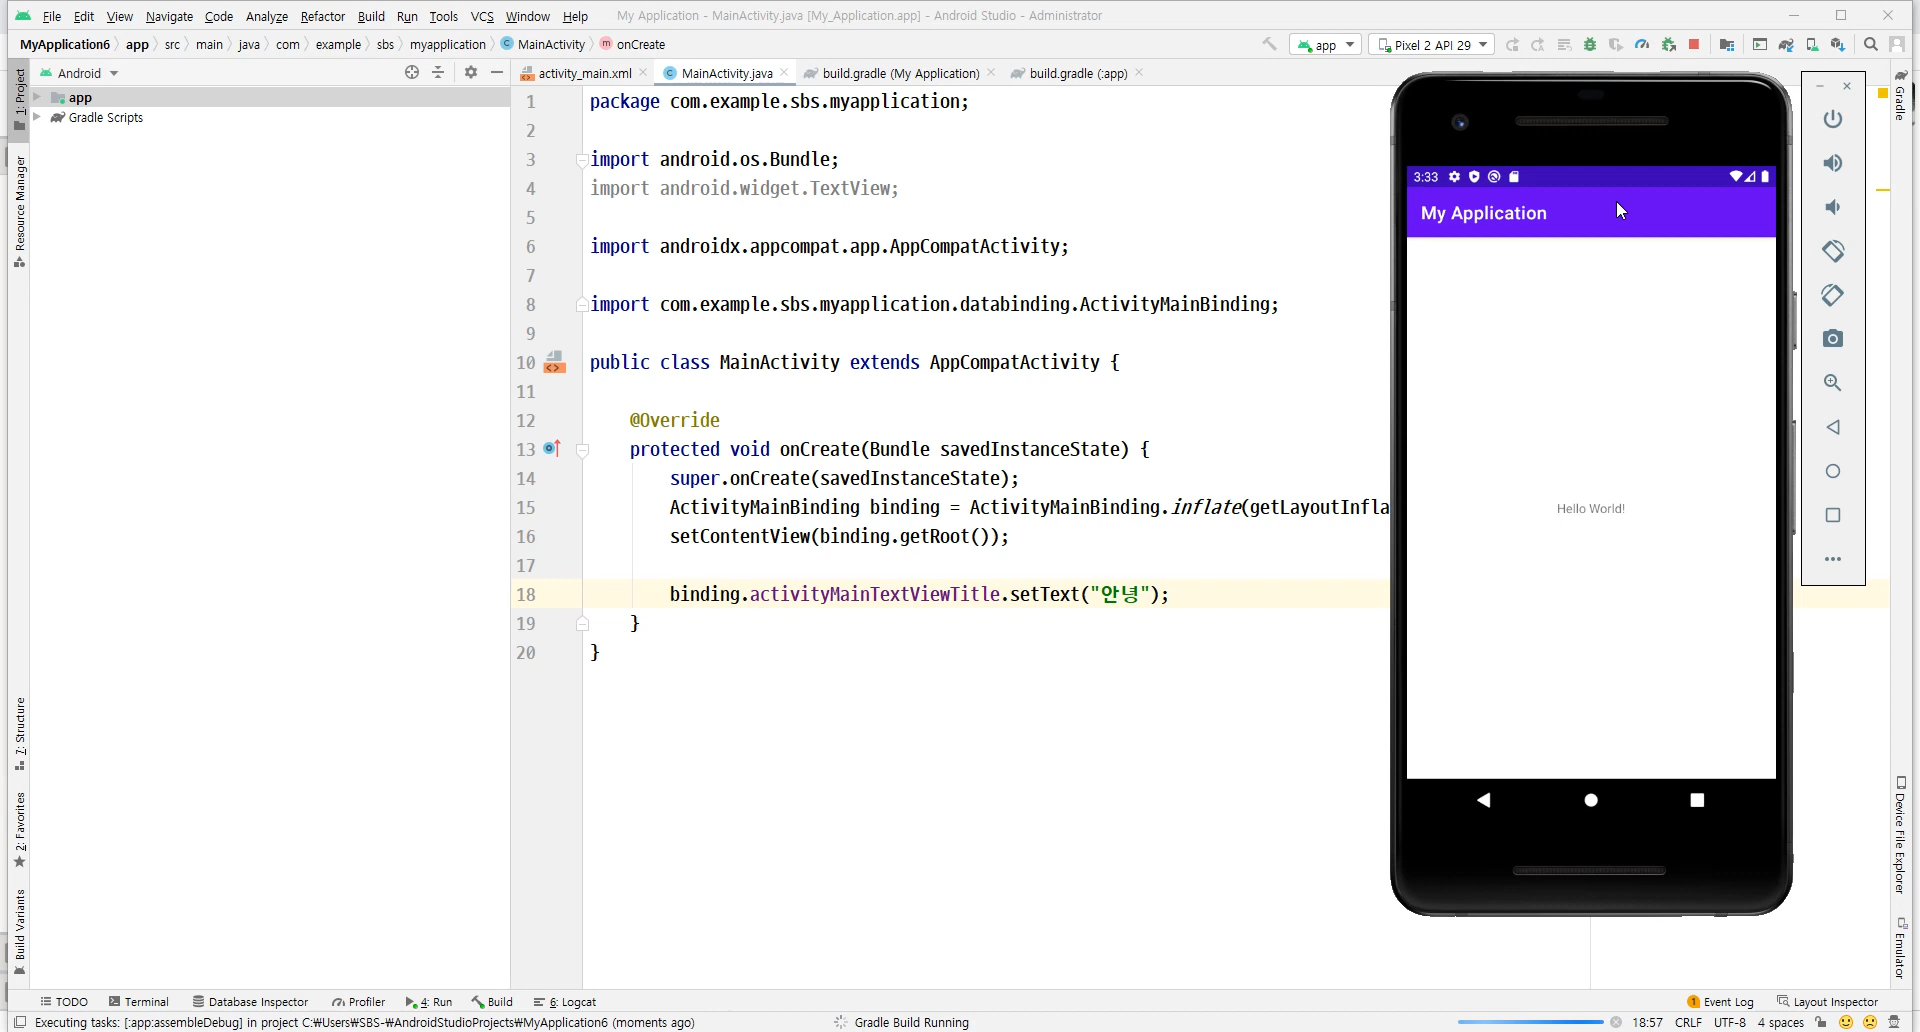 File Edit View Navigate Code Analyze Refactor Build Run Tools VCS Window Help My Application - MainActivity.java [My_Application.app] - Android Studio - Administrator
MyApplication6 app src main java com example sbs myapplication MainActivity onCreate app Pixel 2 API 29
Android activity_main.xml MainActivity.java build.gradle (My Application) build.gradle (:app)
app
Gradle Scripts
1: Project
Resource Manager
7: Structure
2: Favorites
Build Variants
1 package com.example.sbs.myapplication;
2
3 import android.os.Bundle;
4 import android.widget.TextView;
5
6 import androidx.appcompat.app.AppCompatActivity;
7
8 import com.example.sbs.myapplication.databinding.ActivityMainBinding;
9
10 public class MainActivity extends AppCompatActivity {
11
12 @Override
13 protected void onCreate(Bundle savedInstanceState) {
14 super.onCreate(savedInstanceState);
15 ActivityMainBinding binding = ActivityMainBinding.inflate(getLayoutInfla
16 setContentView(binding.getRoot());
17
18 binding.activityMainTextViewTitle.setText("안녕");
19 }
20 }
3:33
My Application
Hello World!
Gradle
Device File Explorer
Emulator
TODO Terminal Database Inspector Profiler 4: Run Build 6: Logcat 1 Event Log Layout Inspector
Executing tasks: [:app:assembleDebug] in project C:₩Users₩SBS-₩AndroidStudioProjects₩MyApplication6 (moments ago) Gradle Build Running 18:57 CRLF UTF-8 4 spaces